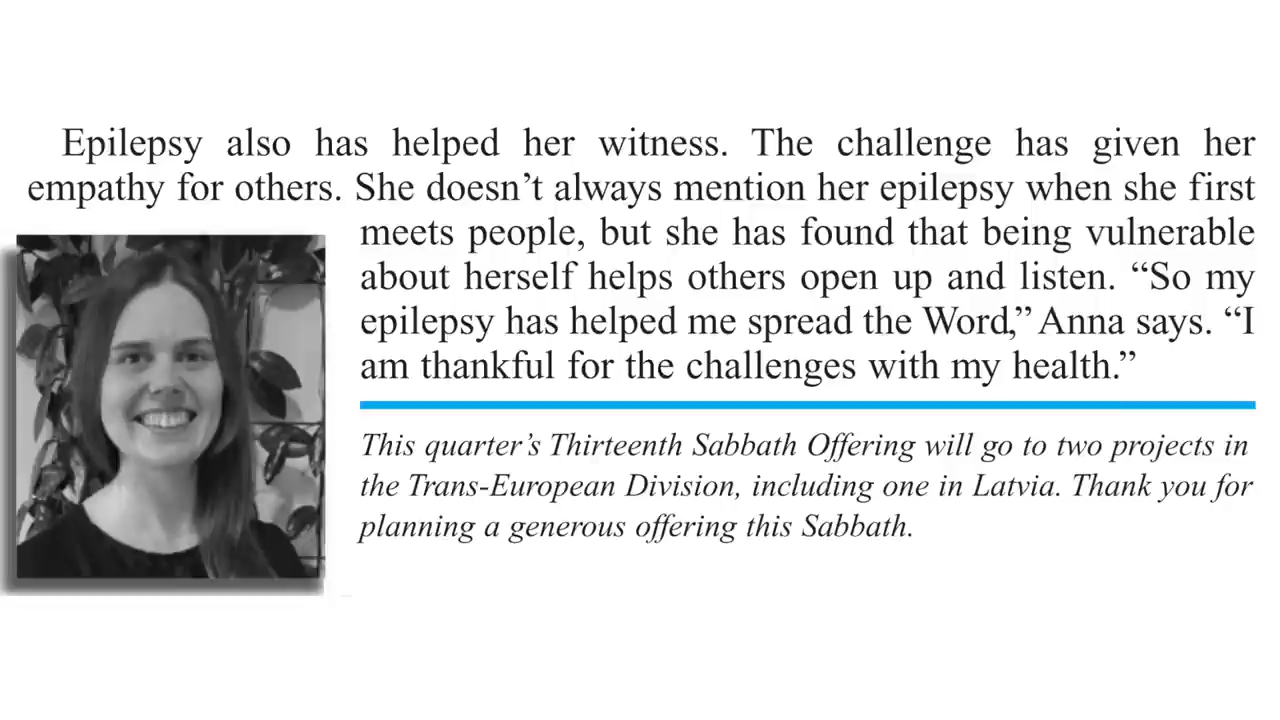 Epilepsy also has helped her witness. The challenge has given her
empathy for others. She doesn’t always mention her epilepsy when she first
meets people, but she has found that being vulnerable
about herself helps others open up and listen. “So my
epilepsy has helped me spread the Word,” Anna says. “I
am thankful for the challenges with my health.”
This quarter’s Thirteenth Sabbath Offering will go to two projects in
the Trans-European Division, including one in Latvia. Thank you for
planning a generous offering this Sabbath.